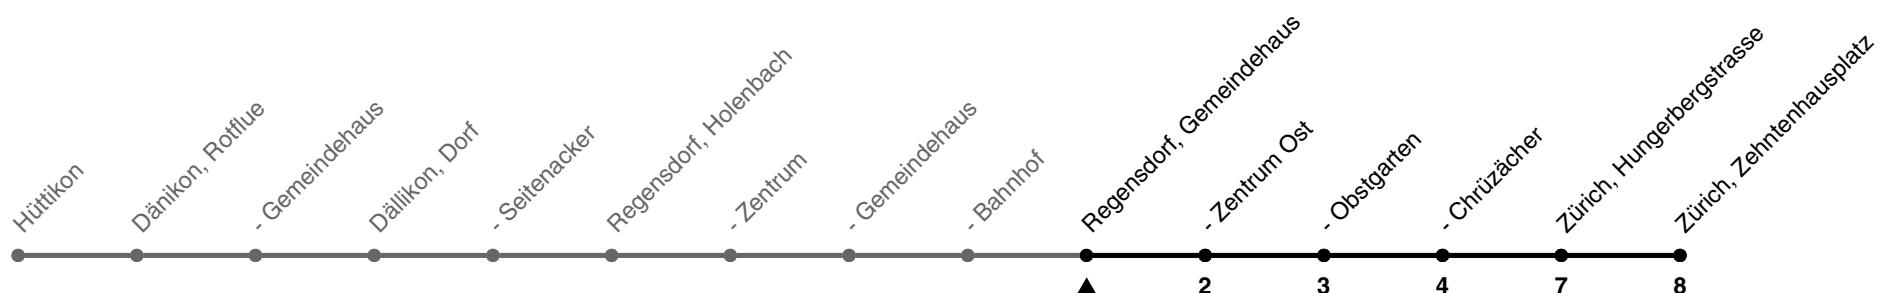 Hüttikon
Dänikon, Rotflue
- Gemeindehaus
Dällikon, Dorf
- Seitenacker
Regensdorf, Holenbach
- Zentrum
- Gemeindehaus
- Bahnhof
Regensdorf, Gemeindehaus
- Zentrum Ost
- Obstgarten
- Chrüzächer
Zürich, Hungerbergstrasse
Zürich, Zehntenhausplatz
2 3 4 7 8